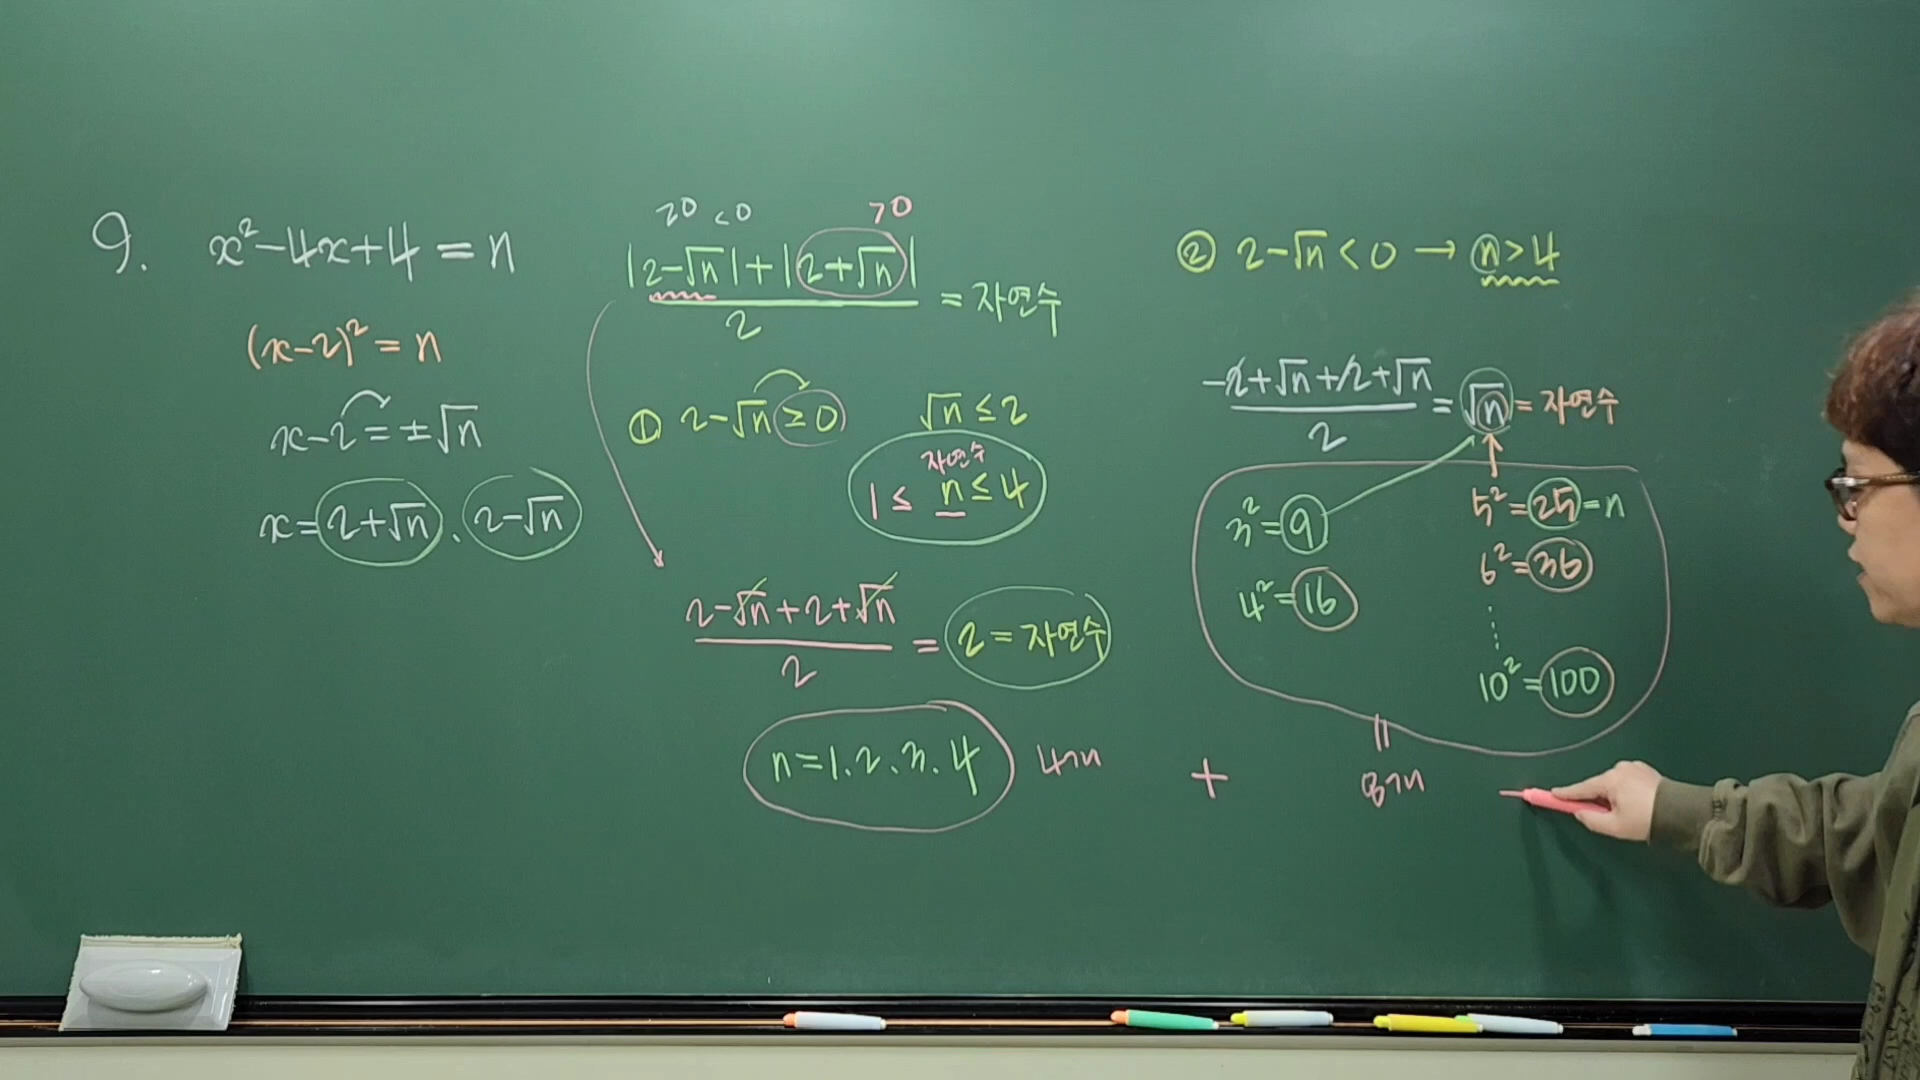 9. x²-4x+4=n
(x-2)²=n
x-2=±√n
x=2+√n, 2-√n
≥0 <0 >0
|2-√n|+|2+√n|
2
=자연수
① 2-√n≥0 √n≤2
자연수
1≤n≤4
2-√n+2+√n
2
=2=자연수
n=1.2.3.4 4개
+
② 2-√n<0→n>4
-2+√n+2+√n
2
=√n=자연수
3²=9
4²=16
5²=25=n
6²=36
⋮
10²=100
॥
8개